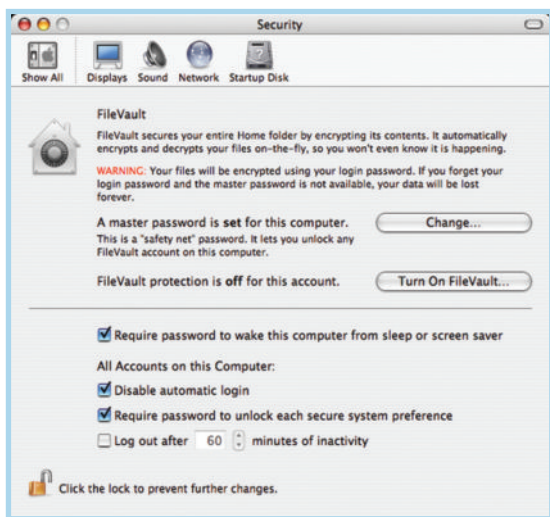 Security
Show All
Displays Sound Network Startup Disk
FileVault
FileVault secures your entire Home folder by encrypting its contents. It automatically
encrypts and decrypts your files on-the-fly, so you won't even know it is happening.
WARNING: Your files will be encrypted using your login password. If you forget your
login password and the master password is not available, your data will be lost
forever.
A master password is set for this computer.
Change...
This is a "safety net" password. It lets you unlock any
FileVault account on this computer.
FileVault protection is off for this account.
Turn On FileVault...
Require password to wake this computer from sleep or screen saver
All Accounts on this Computer:
Disable automatic login
Require password to unlock each secure system preference
Log out after 60 minutes of inactivity
Click the lock to prevent further changes.